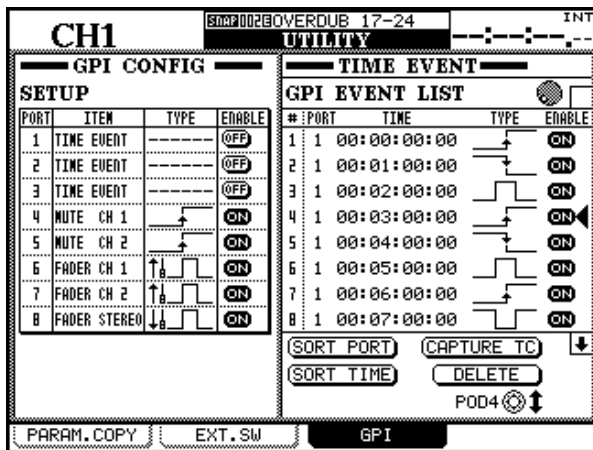 CH1
SNAP002 OVERDUB 17-24
INT
UTILITY
--:--:--.--
GPI CONFIG
SETUP
PORT ITEM TYPE ENABLE
1 TIME EVENT ------ OFF
2 TIME EVENT ------ OFF
3 TIME EVENT ------ OFF
4 MUTE CH 1 ON
5 MUTE CH 2 ON
6 FADER CH 1 ON
7 FADER CH 2 ON
8 FADER STEREO ON
TIME EVENT
GPI EVENT LIST
# PORT TIME TYPE ENABLE
1 1 00:00:00:00 ON
2 1 00:01:00:00 ON
3 1 00:02:00:00 ON
4 1 00:03:00:00 ON
5 1 00:04:00:00 ON
6 1 00:05:00:00 ON
7 1 00:06:00:00 ON
8 1 00:07:00:00 ON
SORT PORT CAPTURE TC
SORT TIME DELETE
POD4
PARAM.COPY EXT.SW GPI